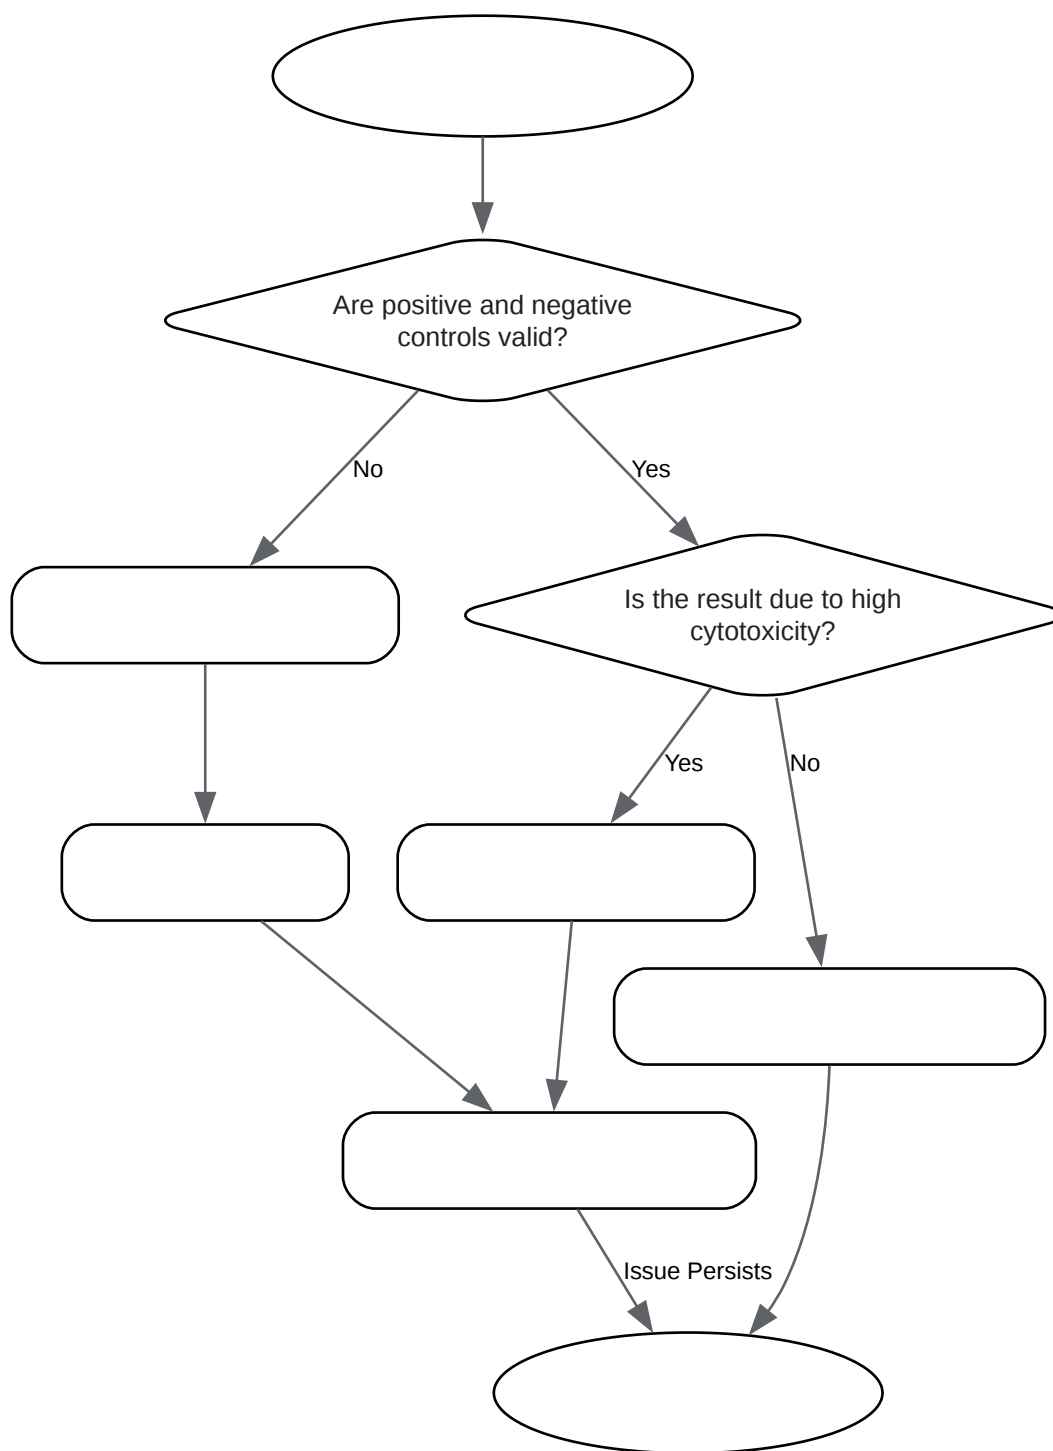 Are positive and negative
controls valid?
No
Yes
Is the result due to high
cytotoxicity?
Yes
No
Issue Persists